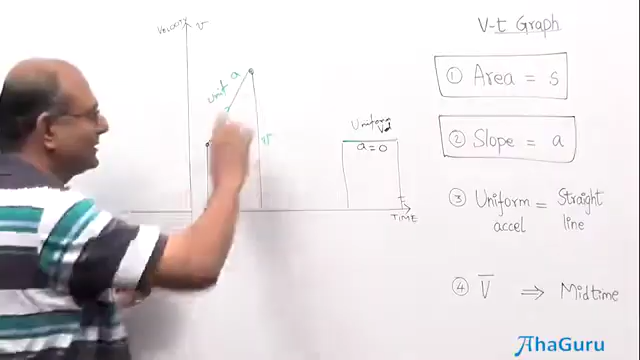 VELOCITY v
unif a
v
Uniform
a = 0
t
TIME
V-t Graph
① Area = s
② Slope = a
③ Uniform = Straight
accel line
④ V̅ ⇒ Midtime
AhaGuru